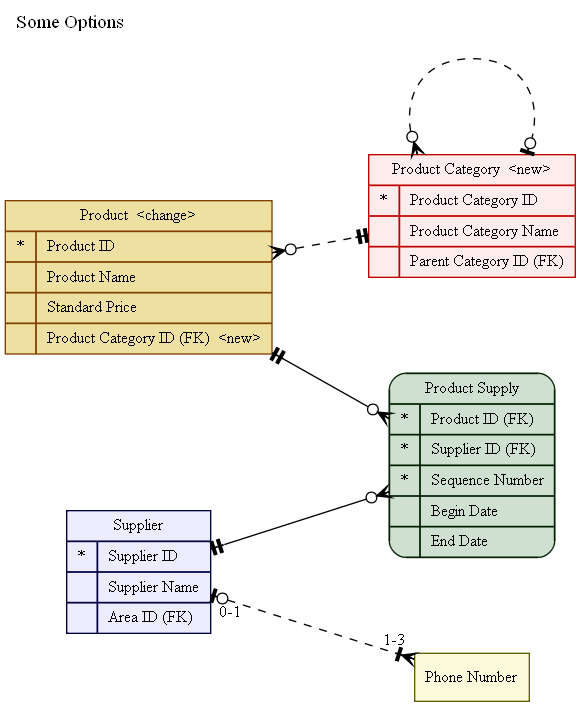 Some Options
Product Category <new>
* Product Category ID
Product Category Name
Parent Category ID (FK)
Product <change>
* Product ID
Product Name
Standard Price
Product Category ID (FK) <new>
Product Supply
* Product ID (FK)
* Supplier ID (FK)
* Sequence Number
Begin Date
End Date
Supplier
* Supplier ID
Supplier Name
Area ID (FK)
0-1
1-3
Phone Number